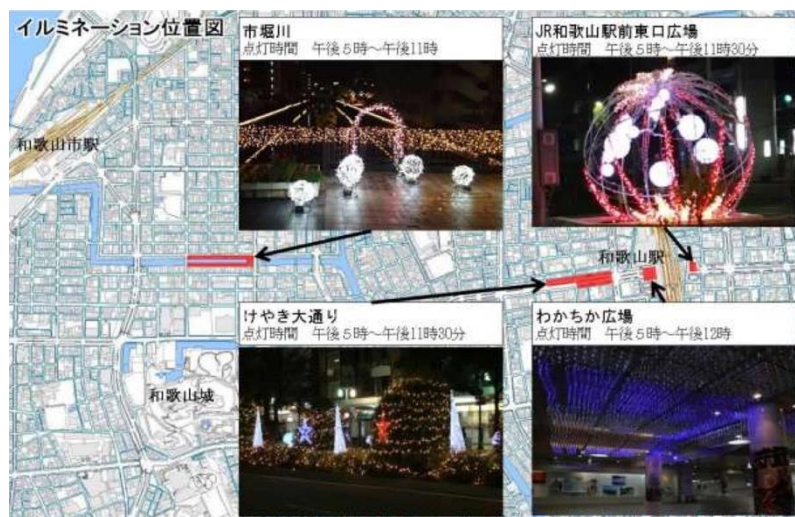 イルミネーション位置図
市堀川
点灯時間　午後５時～午後11時
JR和歌山駅前東口広場
点灯時間　午後５時～午後11時30分
和歌山市駅
和歌山駅
けやき大通り
点灯時間　午後５時～午後11時30分
わかちか広場
点灯時間　午後５時～午後12時
和歌山城